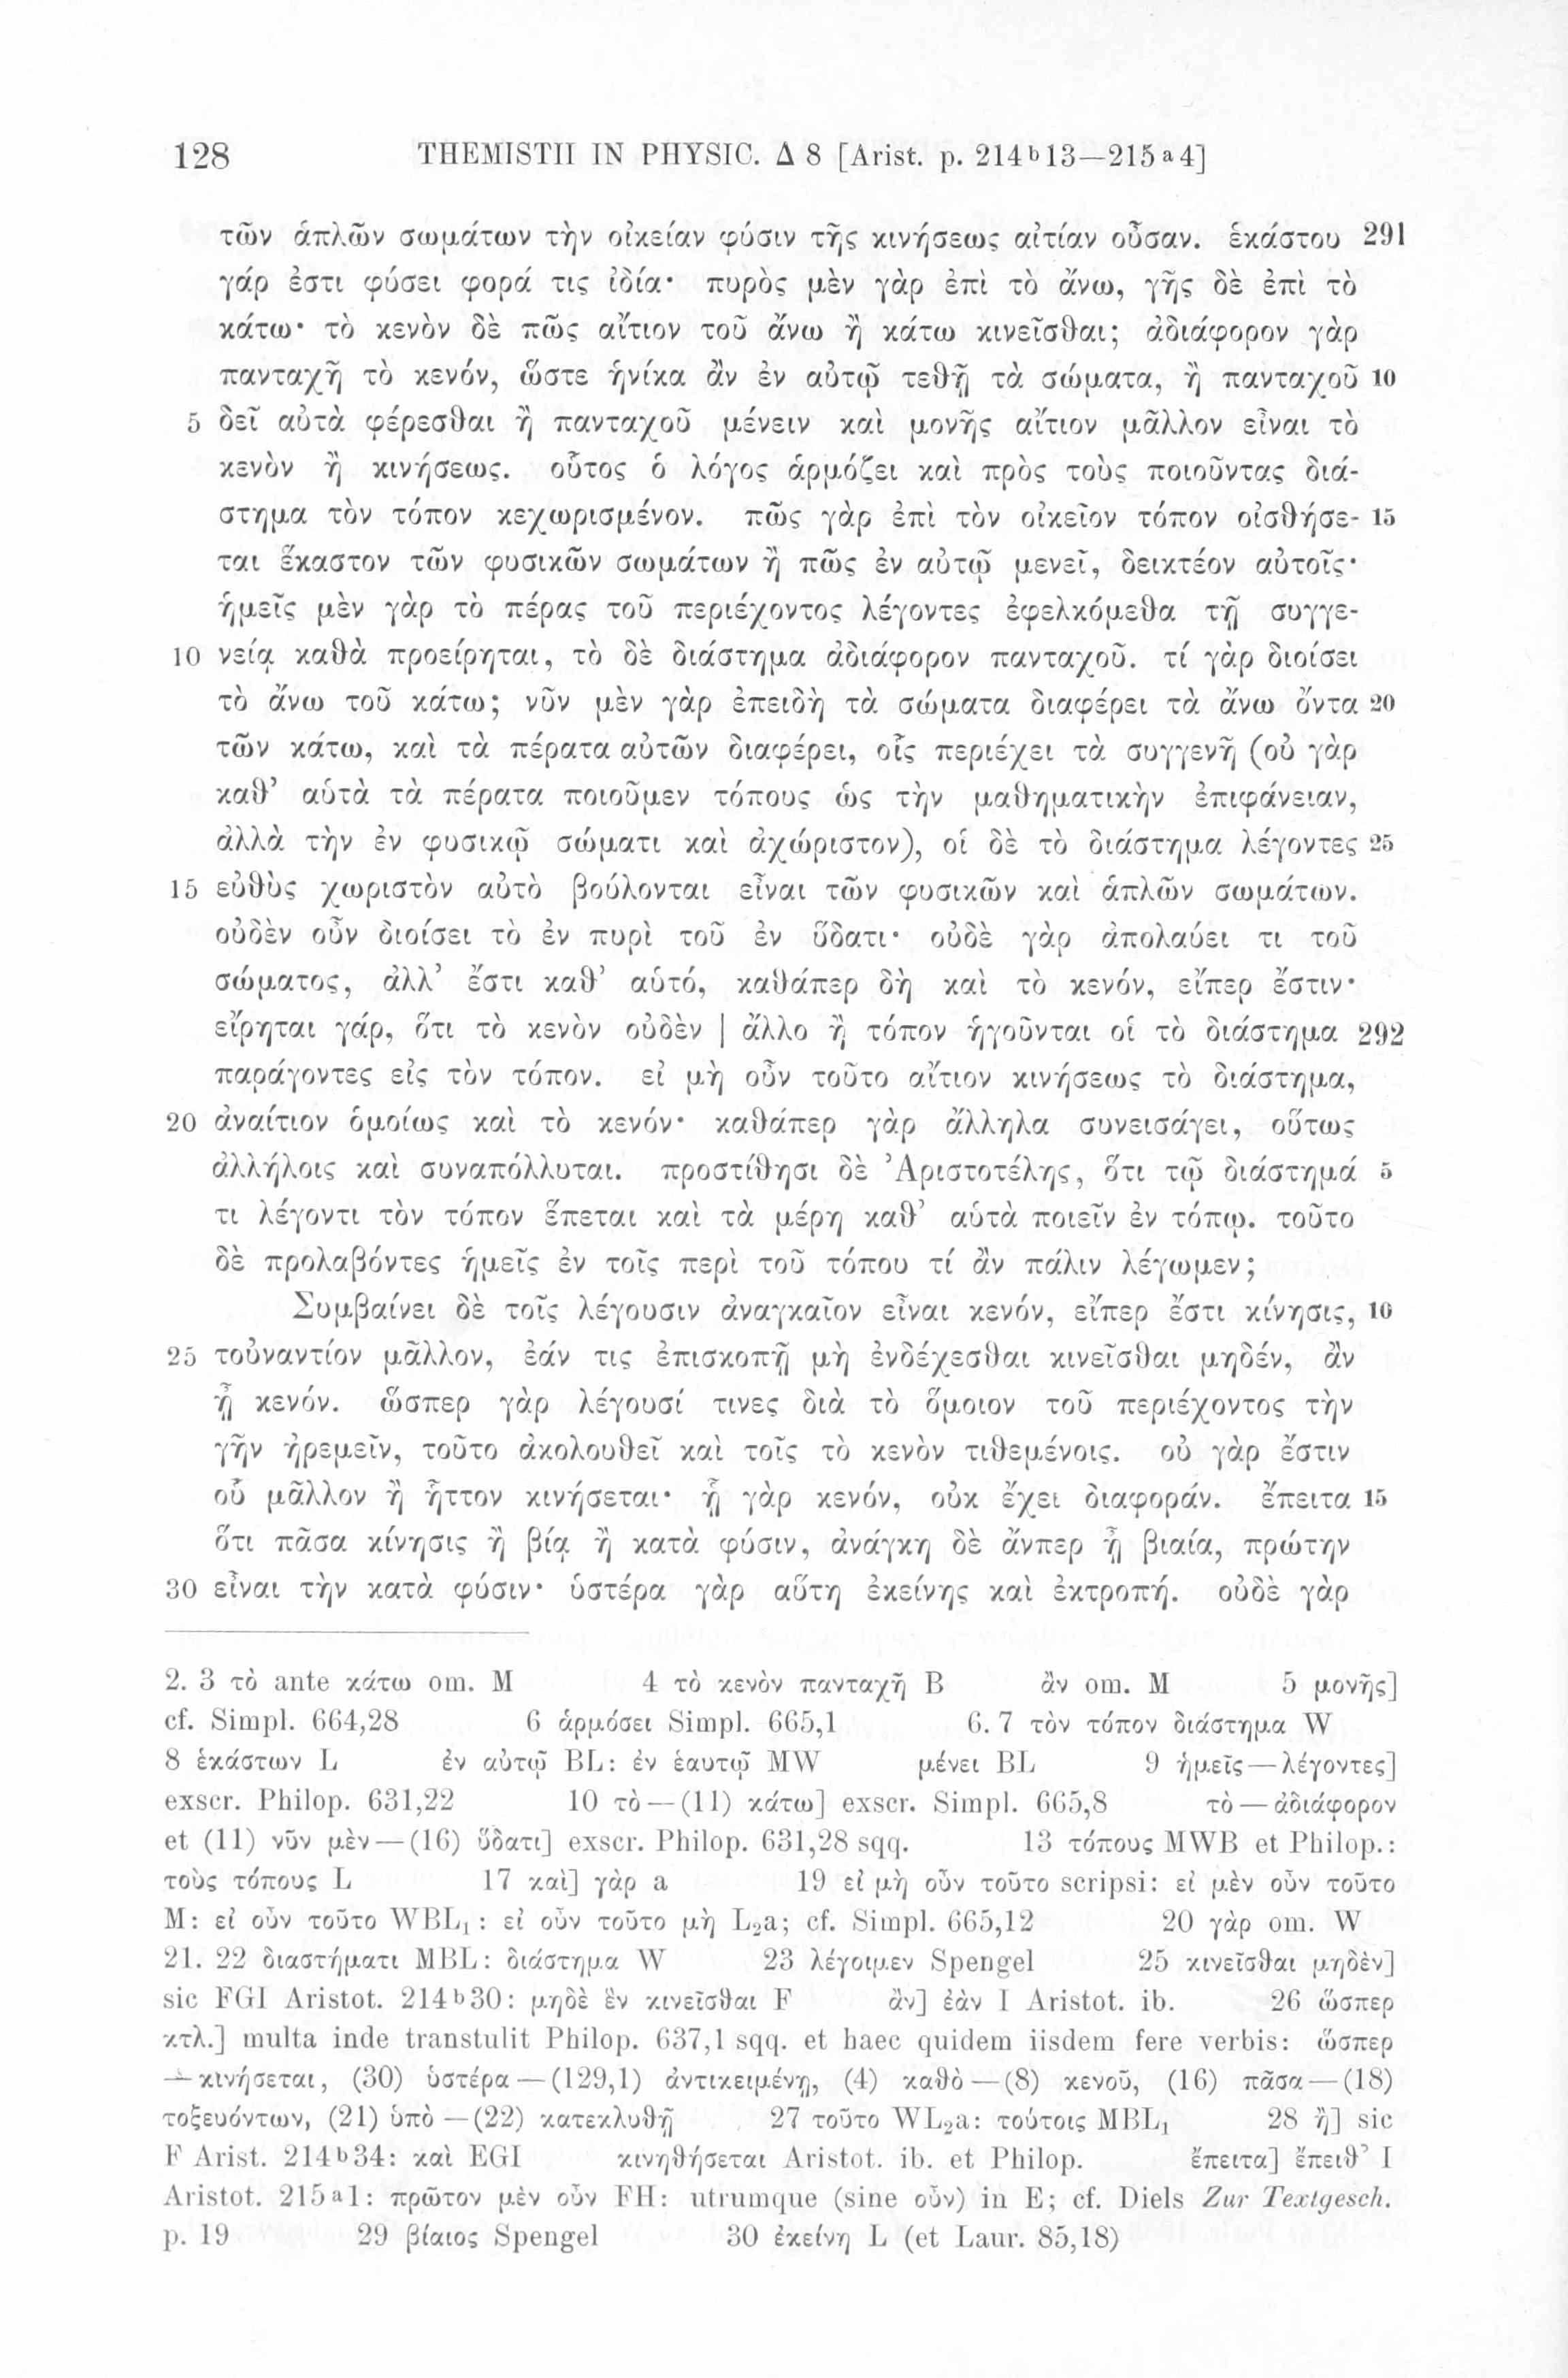 128 THEMISTII IN PHYSIC. Δ 8 [Arist. p. 214ᵇ13—215ᵃ4]
τῶν ἁπλῶν σωμάτων τὴν οἰκείαν φύσιν τῆς κινήσεως αἰτίαν οὖσαν. ἑκάστου 291
γάρ ἐστι φύσει φορά τις ἰδία· πυρὸς μὲν γὰρ ἐπὶ τὸ ἄνω, γῆς δὲ ἐπὶ τὸ
κάτω· τὸ κενὸν δὲ πῶς αἴτιον τοῦ ἄνω ἢ κάτω κινεῖσθαι; ἀδιάφορον γὰρ
πανταχῆ τὸ κενόν, ὥστε ἡνίκα ἂν ἐν αὐτῷ τεθῇ τὰ σώματα, ἢ πανταχοῦ 10
5 δεῖ αὐτὰ φέρεσθαι ἢ πανταχοῦ μένειν καὶ μονῆς αἴτιον μᾶλλον εἶναι τὸ
κενὸν ἢ κινήσεως. οὗτος ὁ λόγος ἁρμόζει καὶ πρὸς τοὺς ποιοῦντας διά-
στημα τὸν τόπον κεχωρισμένον. πῶς γὰρ ἐπὶ τὸν οἰκεῖον τόπον οἰσθήσε- 15
ται ἕκαστον τῶν φυσικῶν σωμάτων ἢ πῶς ἐν αὐτῷ μενεῖ, δεικτέον αὐτοῖς·
ἡμεῖς μὲν γὰρ τὸ πέρας τοῦ περιέχοντος λέγοντες ἐφελκόμεθα τῇ συγγε-
10 νείᾳ καθὰ προείρηται, τὸ δὲ διάστημα ἀδιάφορον πανταχοῦ. τί γὰρ διοίσει
τὸ ἄνω τοῦ κάτω; νῦν μὲν γὰρ ἐπειδὴ τὰ σώματα διαφέρει τὰ ἄνω ὄντα 20
τῶν κάτω, καὶ τὰ πέρατα αὐτῶν διαφέρει, οἷς περιέχει τὰ συγγενῆ (οὐ γὰρ
καθ’ αὑτὰ τὰ πέρατα ποιοῦμεν τόπους ὡς τὴν μαθηματικὴν ἐπιφάνειαν,
ἀλλὰ τὴν ἐν φυσικῷ σώματι καὶ ἀχώριστον), οἱ δὲ τὸ διάστημα λέγοντες 25
15 εὐθὺς χωριστὸν αὐτὸ βούλονται εἶναι τῶν φυσικῶν καὶ ἁπλῶν σωμάτων.
οὐδὲν οὖν διοίσει τὸ ἐν πυρὶ τοῦ ἐν ὕδατι· οὐδὲ γὰρ ἀπολαύει τι τοῦ
σώματος, ἀλλ’ ἔστι καθ’ αὑτό, καθάπερ δὴ καὶ τὸ κενόν, εἴπερ ἔστιν·
εἴρηται γάρ, ὅτι τὸ κενὸν οὐδὲν | ἄλλο ἢ τόπον ἡγοῦνται οἱ τὸ διάστημα 292
παράγοντες εἰς τὸν τόπον. εἰ μὴ οὖν τοῦτο αἴτιον κινήσεως τὸ διάστημα,
20 ἀναίτιον ὁμοίως καὶ τὸ κενόν· καθάπερ γὰρ ἄλληλα συνεισάγει, οὕτως
ἀλλήλοις καὶ συναπόλλυται. προστίθησι δὲ Ἀριστοτέλης, ὅτι τῷ διάστημά 5
τι λέγοντι τὸν τόπον ἕπεται καὶ τὰ μέρη καθ’ αὑτὰ ποιεῖν ἐν τόπῳ. τοῦτο
δὲ προλαβόντες ἡμεῖς ἐν τοῖς περὶ τοῦ τόπου τί ἂν πάλιν λέγωμεν;
Συμβαίνει δὲ τοῖς λέγουσιν ἀναγκαῖον εἶναι κενόν, εἴπερ ἔστι κίνησις, 10
25 τοὐναντίον μᾶλλον, ἐάν τις ἐπισκοπῇ μὴ ἐνδέχεσθαι κινεῖσθαι μηδέν, ἂν
ᾖ κενόν. ὥσπερ γὰρ λέγουσί τινες διὰ τὸ ὅμοιον τοῦ περιέχοντος τὴν
γῆν ἠρεμεῖν, τοῦτο ἀκολουθεῖ καὶ τοῖς τὸ κενὸν τιθεμένοις. οὐ γὰρ ἔστιν
οὗ μᾶλλον ἢ ἧττον κινήσεται· ᾗ γὰρ κενόν, οὐκ ἔχει διαφοράν. ἔπειτα 15
ὅτι πᾶσα κίνησις ἢ βίᾳ ἢ κατὰ φύσιν, ἀνάγκη δὲ ἄνπερ ᾖ βιαία, πρώτην
30 εἶναι τὴν κατὰ φύσιν· ὑστέρα γὰρ αὕτη ἐκείνης καὶ ἐκτροπή. οὐδὲ γὰρ
2. 3 τὸ ante κάτω om. M 4 τὸ κενὸν πανταχῆ B ἂν om. M 5 μονῆς]
cf. Simpl. 664,28 6 ἁρμόσει Simpl. 665,1 6. 7 τὸν τόπον διάστημα W
8 ἑκάστων L ἐν αὐτῷ BL: ἐν ἑαυτῷ MW μένει BL 9 ἡμεῖς — λέγοντες]
exscr. Philop. 631,22 10 τὸ — (11) κάτω] exscr. Simpl. 665,8 τὸ — ἀδιάφορον
et (11) νῦν μὲν — (16) ὕδατι] exscr. Philop. 631,28 sqq. 13 τόπους MWB et Philop.:
τοὺς τόπους L 17 καὶ] γὰρ a 19 εἰ μὴ οὖν τοῦτο scripsi: εἰ μὲν οὖν τοῦτο
M: εἰ οὖν τοῦτο WBL₁: εἰ οὖν τοῦτο μὴ L₂a; cf. Simpl. 665,12 20 γὰρ om. W
21. 22 διαστήματι MBL: διάστημα W 23 λέγοιμεν Spengel 25 κινεῖσθαι μηδὲν]
sic FGI Aristot. 214ᵇ30: μηδὲ ἓν κινεῖσθαι F ἂν] ἐὰν I Aristot. ib. 26 ὥσπερ
κτλ.] multa inde transtulit Philop. 637,1 sqq. et haec quidem iisdem fere verbis: ὥσπερ
— κινήσεται, (30) ὑστέρα — (129,1) ἀντικειμένῃ, (4) καθὸ — (8) κενοῦ, (16) πᾶσα — (18)
τοξευόντων, (21) ὑπὸ — (22) κατεκλυθῇ 27 τοῦτο WL₂a: τούτοις MBL₁ 28 ἢ] sic
F Arist. 214ᵇ34: καὶ EGI κινηθήσεται Aristot. ib. et Philop. ἔπειτα] ἔπειθ’ I
Aristot. 215ᵃ1: πρῶτον μὲν οὖν FH: utrumque (sine οὖν) in E; cf. Diels Zur Textgesch.
p. 19 29 βίαιος Spengel 30 ἐκείνη L (et Laur. 85,18)